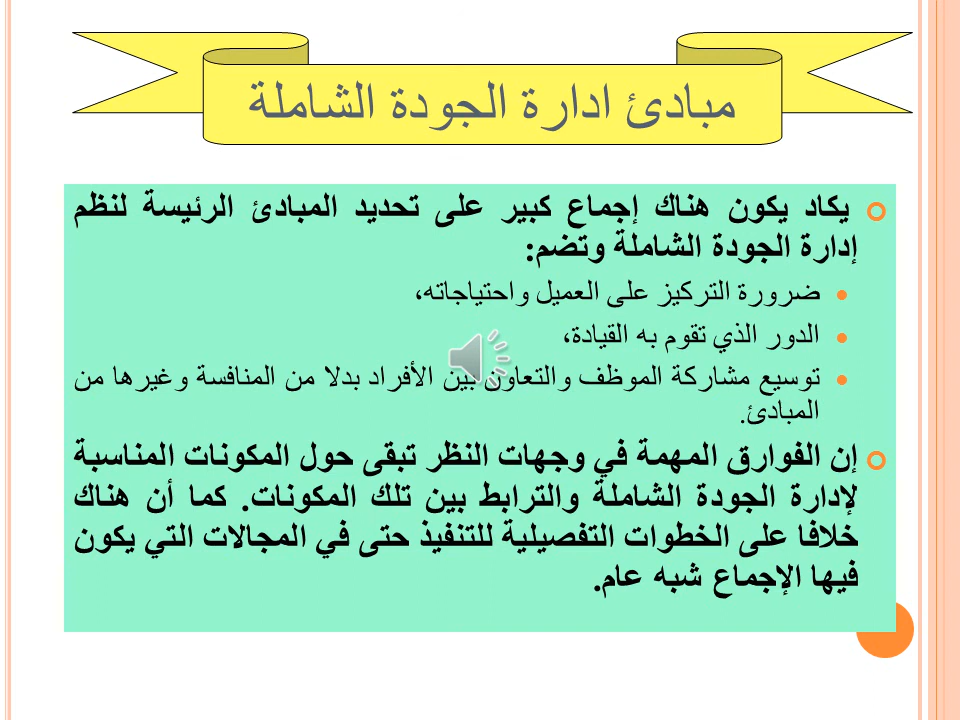 مبادئ ادارة الجودة الشاملة
يكاد يكون هناك إجماع كبير على تحديد المبادئ الرئيسة لنظم
إدارة الجودة الشاملة وتضم:
ضرورة التركيز على العميل واحتياجاته،
الدور الذي تقوم به القيادة،
توسيع مشاركة الموظف والتعاون بين الأفراد بدلا من المنافسة وغيرها من
المبادئ.
إن الفوارق المهمة في وجهات النظر تبقى حول المكونات المناسبة
لإدارة الجودة الشاملة والترابط بين تلك المكونات. كما أن هناك
خلافا على الخطوات التفصيلية للتنفيذ حتى في المجالات التي يكون
فيها الإجماع شبه عام.